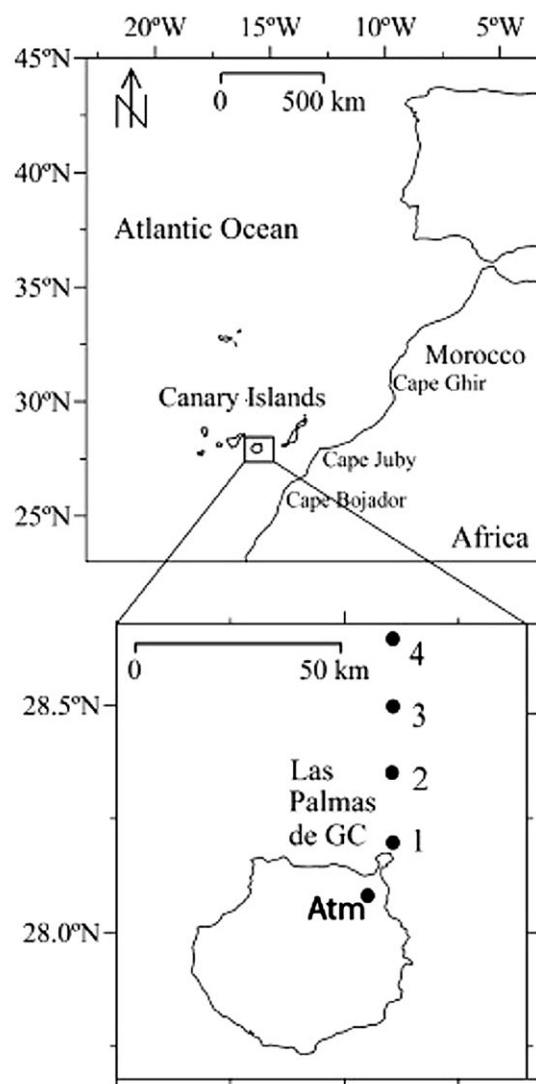 20ºW 10ºW 5ºW
45ºN
0 500 km
N
40ºN
Atlantic Ocean
35ºN
Morocco
30ºN
Cape Ghir
Canary Islands
Cape Juby
Cape Bojador
25ºN
Africa
0 50 km
4
28.5ºN
3
Las
Palmas
de GC
2
1
Atm
28.0ºN